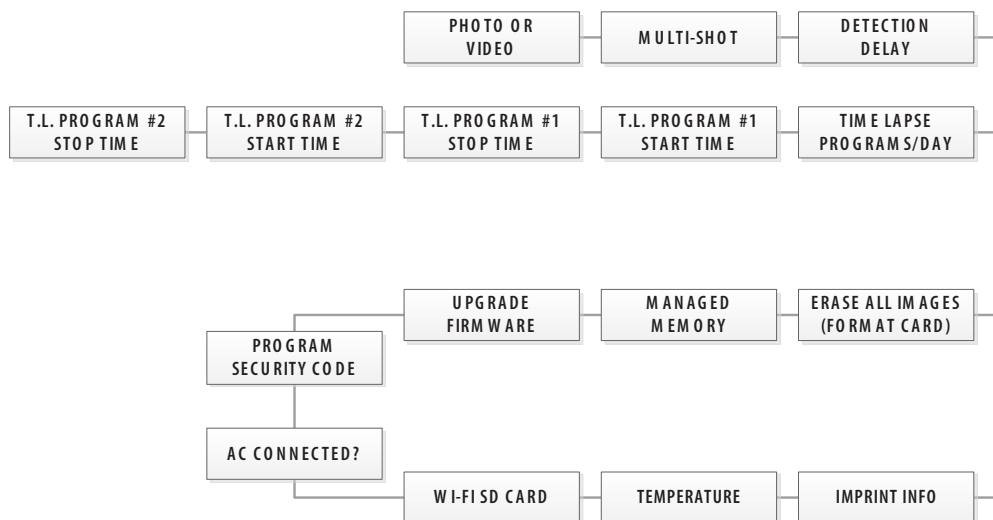 PHOTO OR
VIDEO
MULTI-SHOT
DETECTION
DELAY
T.L. PROGRAM #2
STOP TIME
T.L. PROGRAM #2
START TIME
T.L. PROGRAM #1
STOP TIME
T.L. PROGRAM #1
START TIME
TIME LAPSE
PROGRAMS/DAY
UPGRADE
FIRMWARE
MANAGED
MEMORY
ERASE ALL IMAGES
(FORMAT CARD)
PROGRAM
SECURITY CODE
AC CONNECTED?
WI-FI SD CARD
TEMPERATURE
IMPRINT INFO